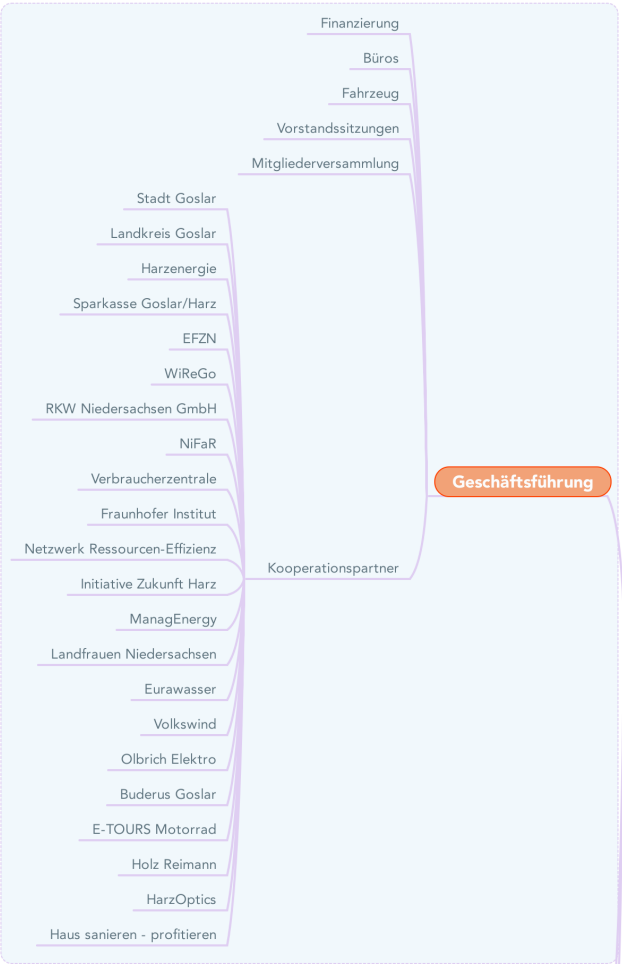 Finanzierung
Büros
Fahrzeug
Vorstandssitzungen
Mitgliederversammlung
Stadt Goslar
Landkreis Goslar
Harzenergie
Sparkasse Goslar/Harz
EFZN
WiReGo
RKW Niedersachsen GmbH
NiFaR
Verbraucherzentrale
Geschäftsführung
Fraunhofer Institut
Netzwerk Ressourcen-Effizienz
Kooperationspartner
Initiative Zukunft Harz
ManagEnergy
Landfrauen Niedersachsen
Eurawasser
Volkswind
Olbrich Elektro
Buderus Goslar
E-TOURS Motorrad
Holz Reimann
HarzOptics
Haus sanieren - profitieren